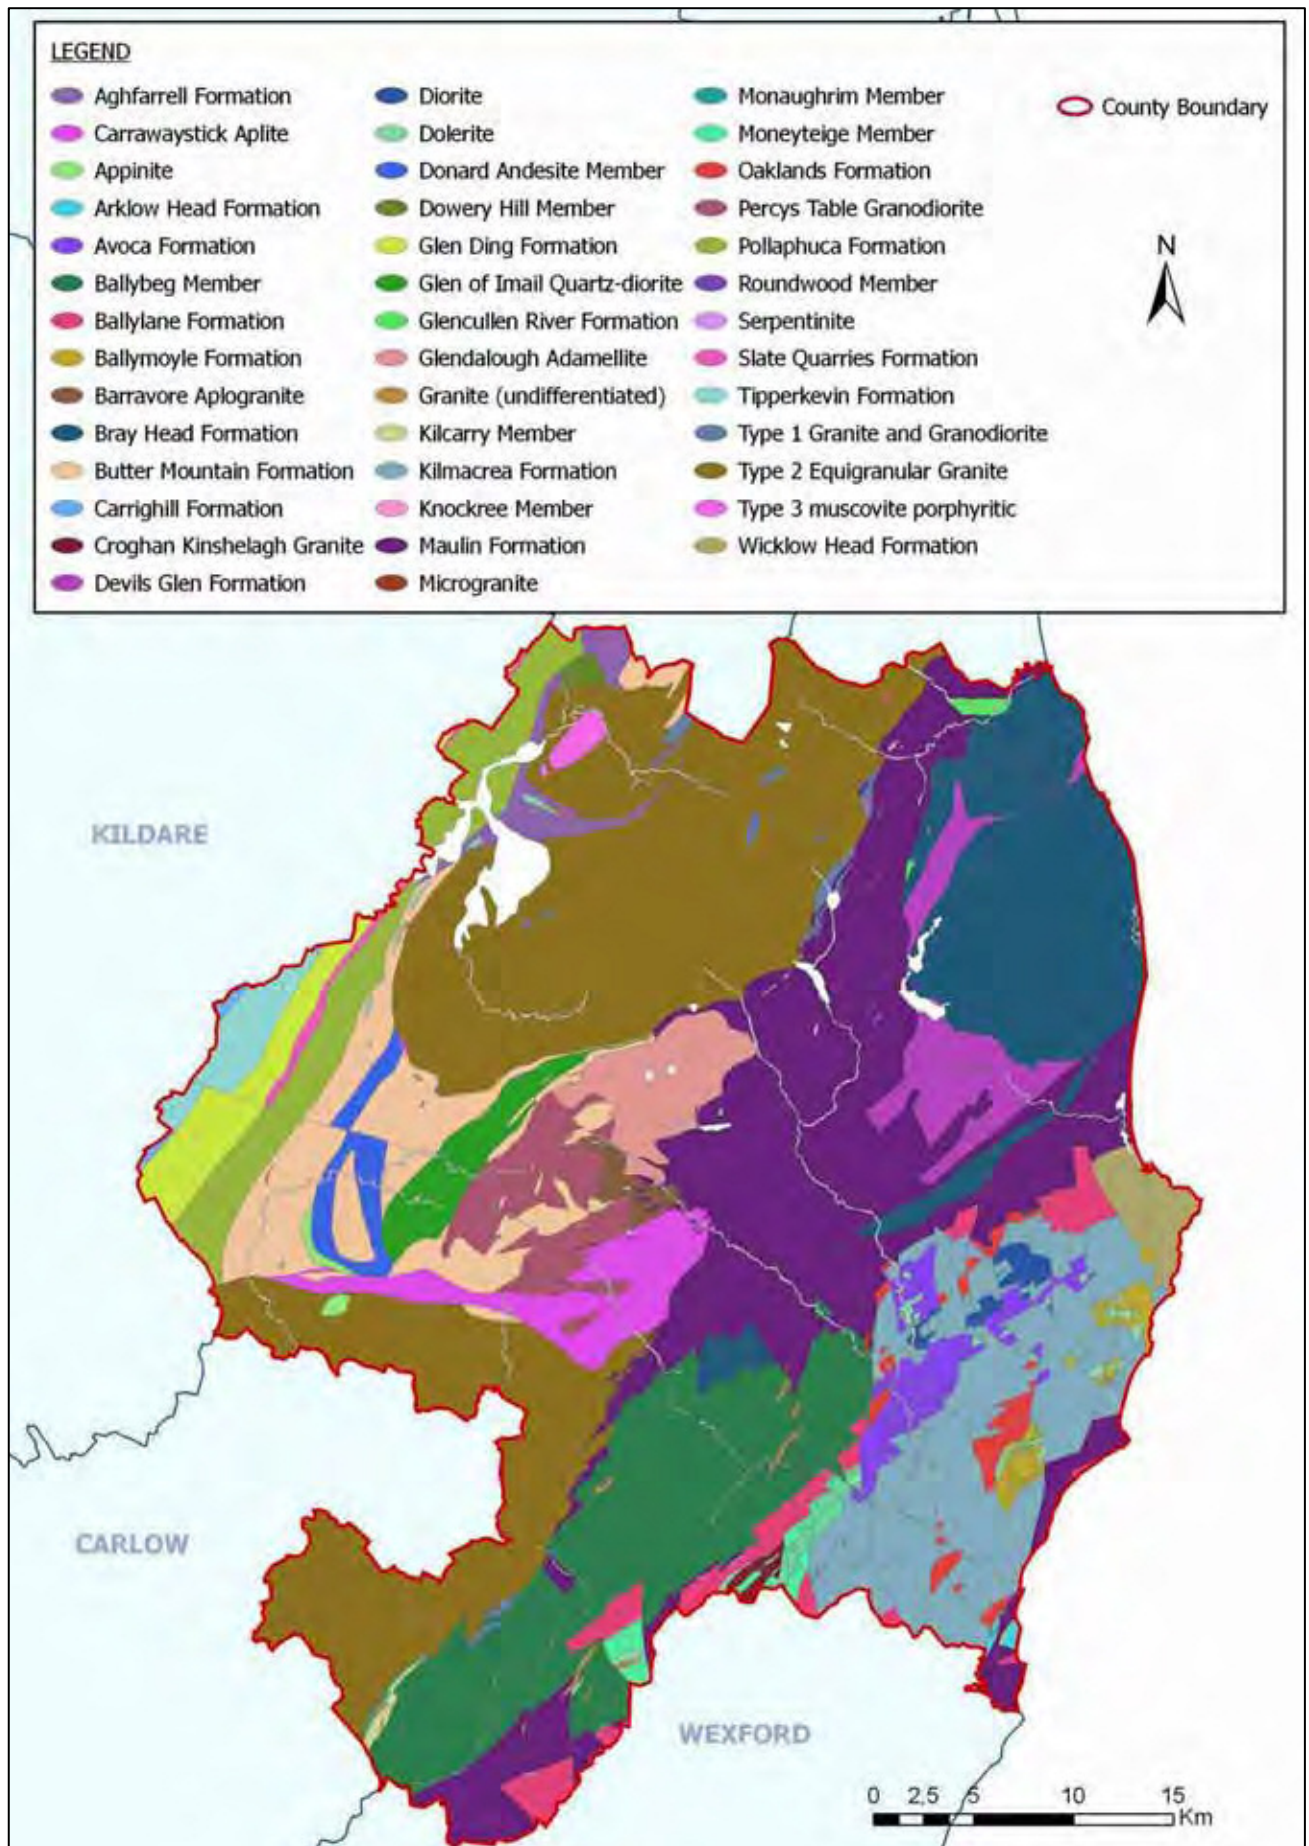 LEGEND
Aghfarrell Formation
Carrawaystick Aplite
Appinite
Arklow Head Formation
Avoca Formation
Ballybeg Member
Ballylane Formation
Ballymoyle Formation
Barravore Aplogranite
Bray Head Formation
Butter Mountain Formation
Carrighill Formation
Croghan Kinshelagh Granite
Devils Glen Formation
Diorite
Dolerite
Donard Andesite Member
Dowery Hill Member
Glen Ding Formation
Glen of Imail Quartz-diorite
Glencullen River Formation
Glendalough Adamellite
Granite (undifferentiated)
Kilcarry Member
Kilmacrea Formation
Knockree Member
Maulin Formation
Microgranite
Monaughrim Member
Moneyteige Member
Oaklands Formation
Percys Table Granodiorite
Pollaphuca Formation
Roundwood Member
Serpentinite
Slate Quarries Formation
Tipperkevin Formation
Type 1 Granite and Granodiorite
Type 2 Equigranular Granite
Type 3 muscovite porphyritic
Wicklow Head Formation
County Boundary
N
KILDARE
CARLOW
WEXFORD
0 2,5 5 10 15
Km